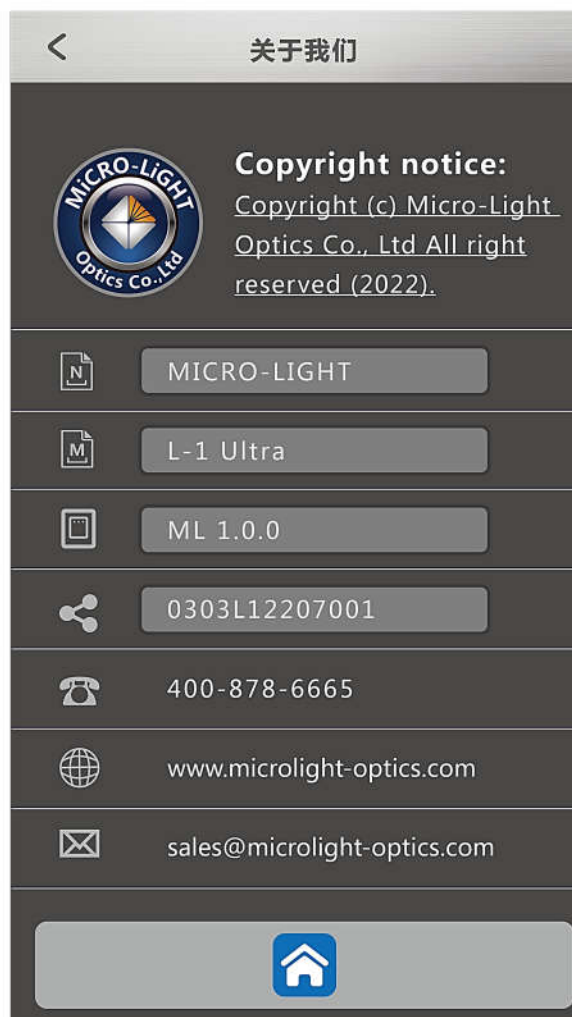 关于我们
MiCRO-LiGHT
Optics Co.,Ltd
Copyright notice:
Copyright (c) Micro-Light
Optics Co., Ltd All right
reserved (2022).
N
MICRO-LIGHT
M
L-1 Ultra
ML 1.0.0
0303L12207001
400-878-6665
www.microlight-optics.com
sales@microlight-optics.com